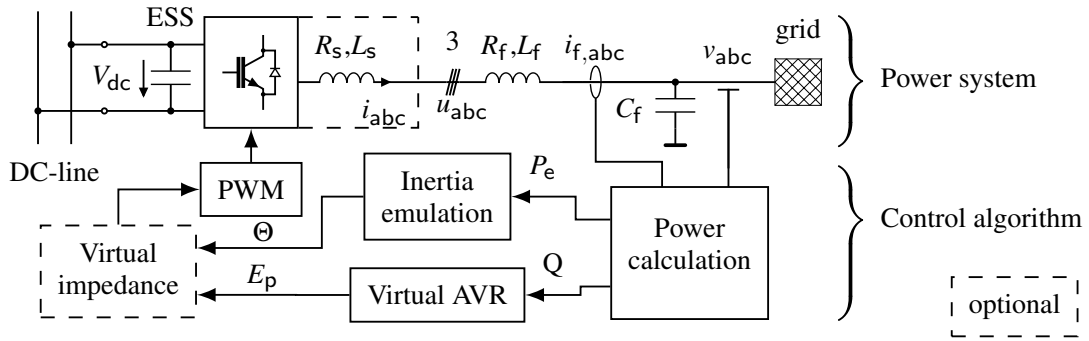 ESS
R_s,L_s
3
R_f,L_f
i_f,abc
v_abc
grid
V_dc
i_abc
u_abc
C_f
Power system
DC-line
PWM
Inertia
emulation
P_e
Power
calculation
Control algorithm
Θ
Virtual
impedance
E_p
Virtual AVR
Q
optional